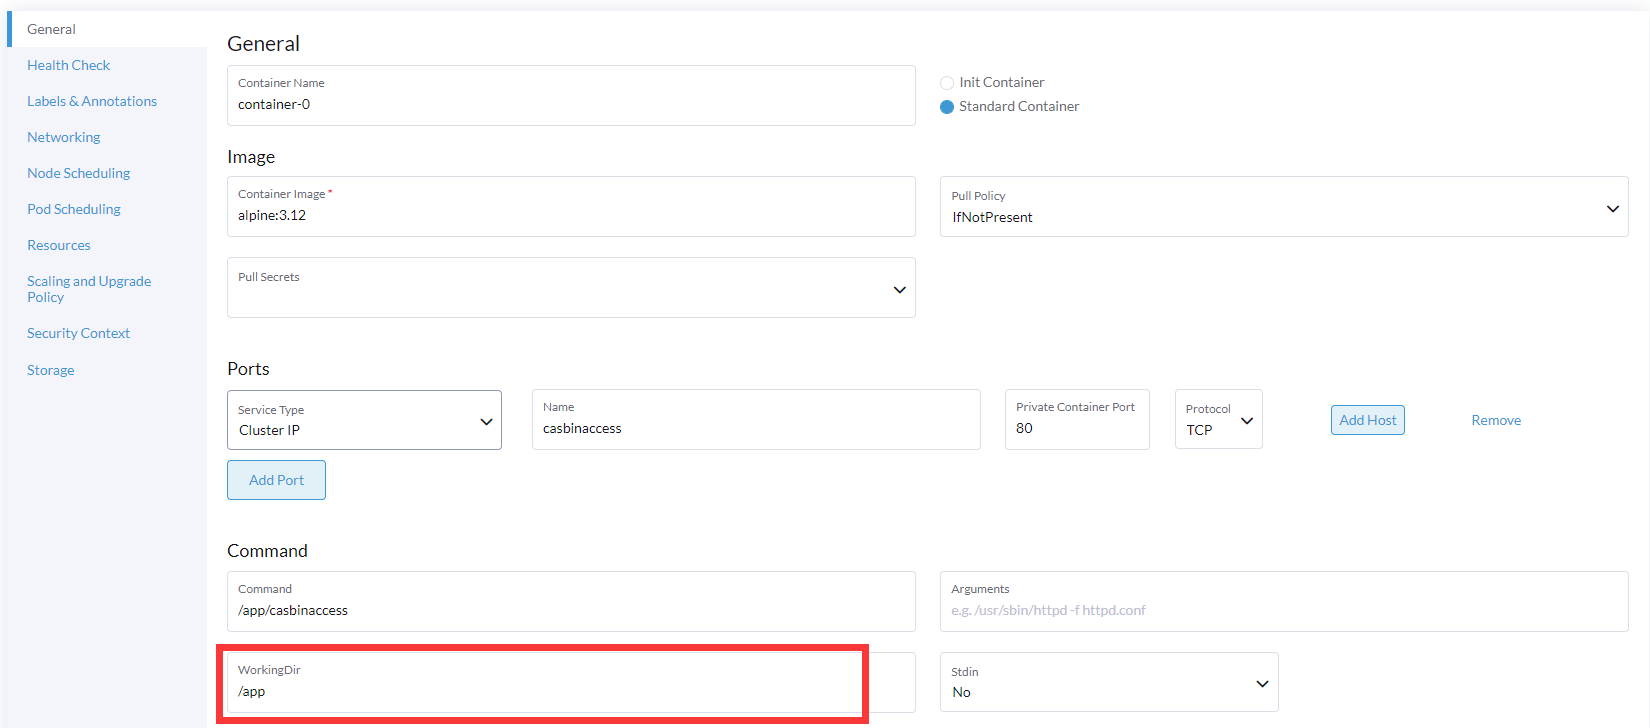 General
Health Check
Labels & Annotations
Networking
Node Scheduling
Pod Scheduling
Resources
Scaling and Upgrade
Policy
Security Context
Storage
General
Container Name
container-0
Init Container
Standard Container
Image
Container Image *
alpine:3.12
Pull Policy
IfNotPresent
Pull Secrets
Ports
Service Type
Cluster IP
Name
casbinaccess
Private Container Port
80
Protocol
TCP
Add Host
Remove
Add Port
Command
Command
/app/casbinaccess
Arguments
e.g. /usr/sbin/httpd -f httpd.conf
WorkingDir
/app
Stdin
No